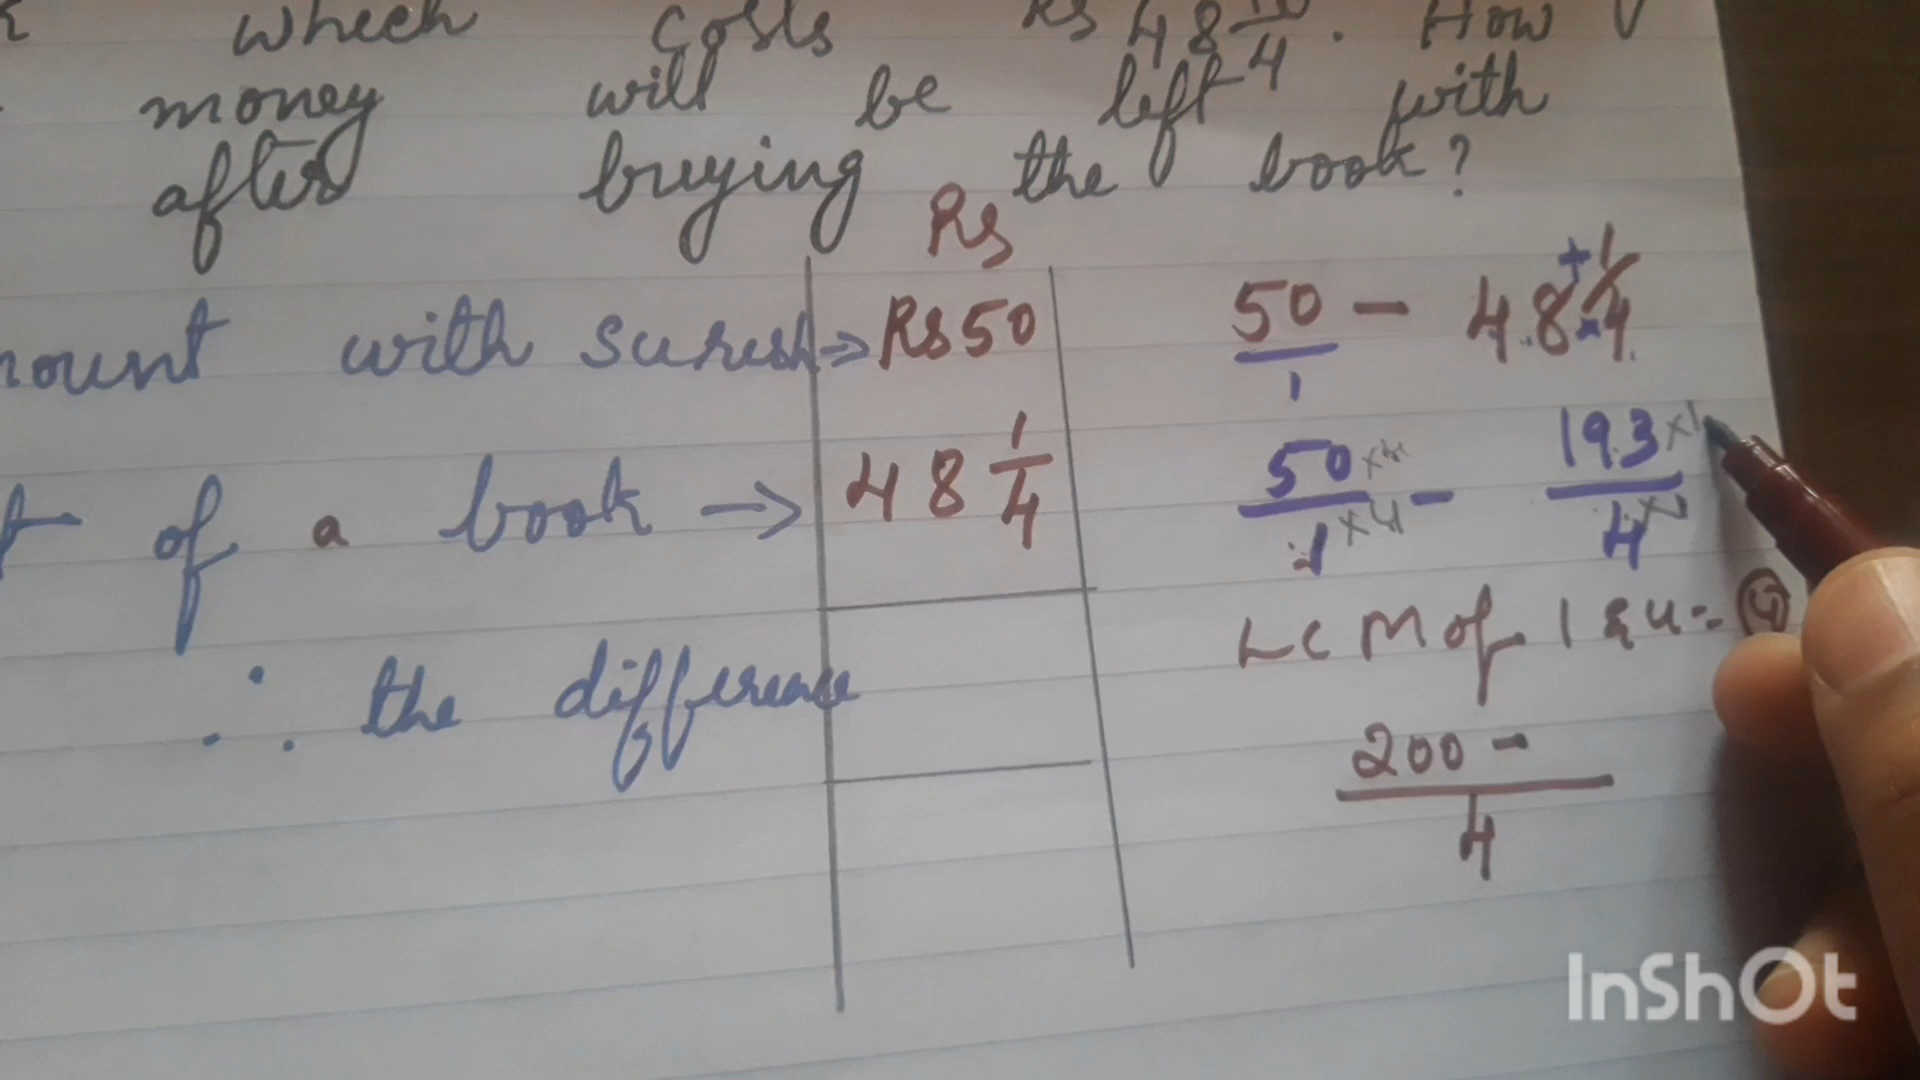 which costs Rs 48 1/4. How
money will be left with
after buying the book?
Rs
mount with suresh ⇒ Rs 50
50/1 - 48 1/4
of a book → 48 1/4
50/1 ×4/×4 - 193/4 ×1
LCM of 1 & 4 = 4
∴ the difference
200 -
4
InShOt